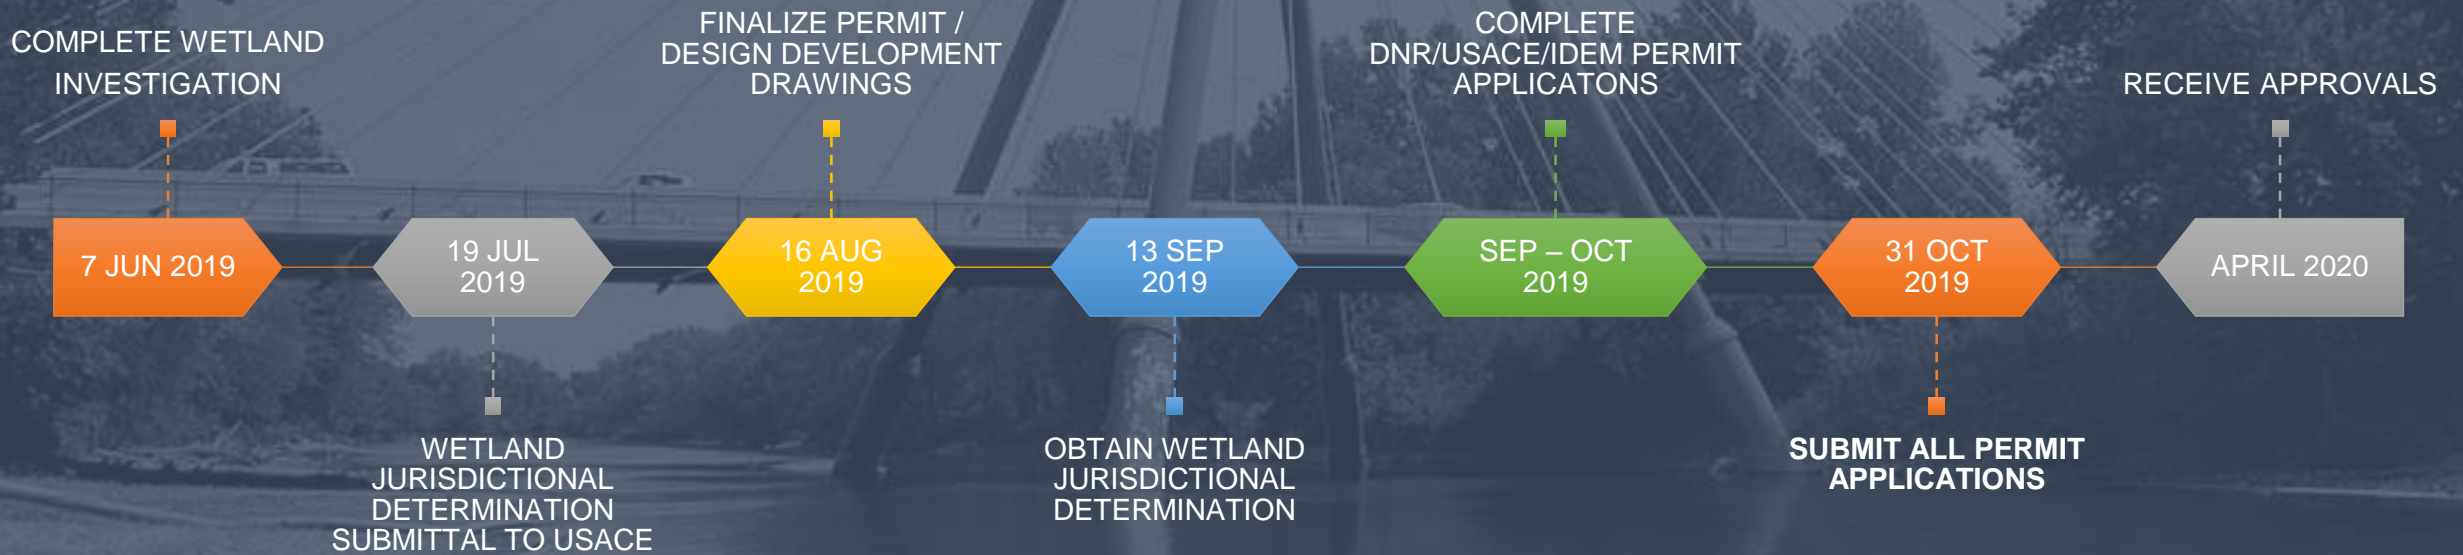 COMPLETE WETLAND
INVESTIGATION
FINALIZE PERMIT /
DESIGN DEVELOPMENT
DRAWINGS
COMPLETE
DNR/USACE/IDEM PERMIT
APPLICATONS
RECEIVE APPROVALS
7 JUN 2019
19 JUL
2019
16 AUG
2019
13 SEP
2019
SEP – OCT
2019
31 OCT
2019
APRIL 2020
WETLAND
JURISDICTIONAL
DETERMINATION
SUBMITTAL TO USACE
OBTAIN WETLAND
JURISDICTIONAL
DETERMINATION
SUBMIT ALL PERMIT
APPLICATIONS